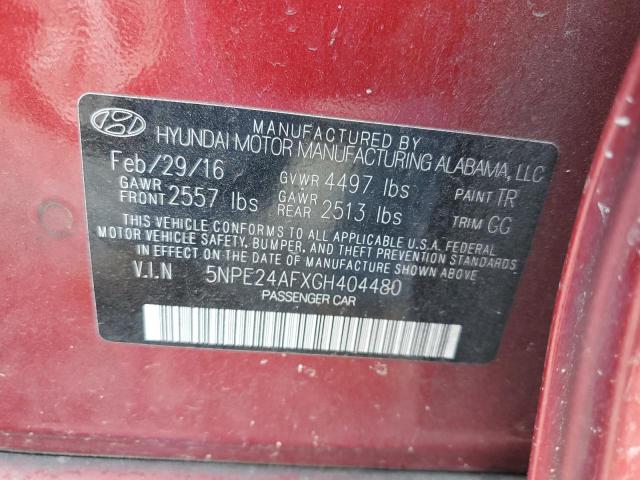 MANUFACTURED BY
HYUNDAI MOTOR MANUFACTURING ALABAMA, LLC
Feb/29/16 GVWR 4497 lbs PAINT TR
GAWR FRONT 2557 lbs GAWR REAR 2513 lbs TRIM GG
THIS VEHICLE CONFORMS TO ALL APPLICABLE U.S.A. FEDERAL
MOTOR VEHICLE SAFETY, BUMPER, AND THEFT PREVENTION STANDARDS
IN EFFECT ON THE DATE OF MANUFACTURE SHOWN ABOVE.
V.I.N 5NPE24AFXGH404480
PASSENGER CAR